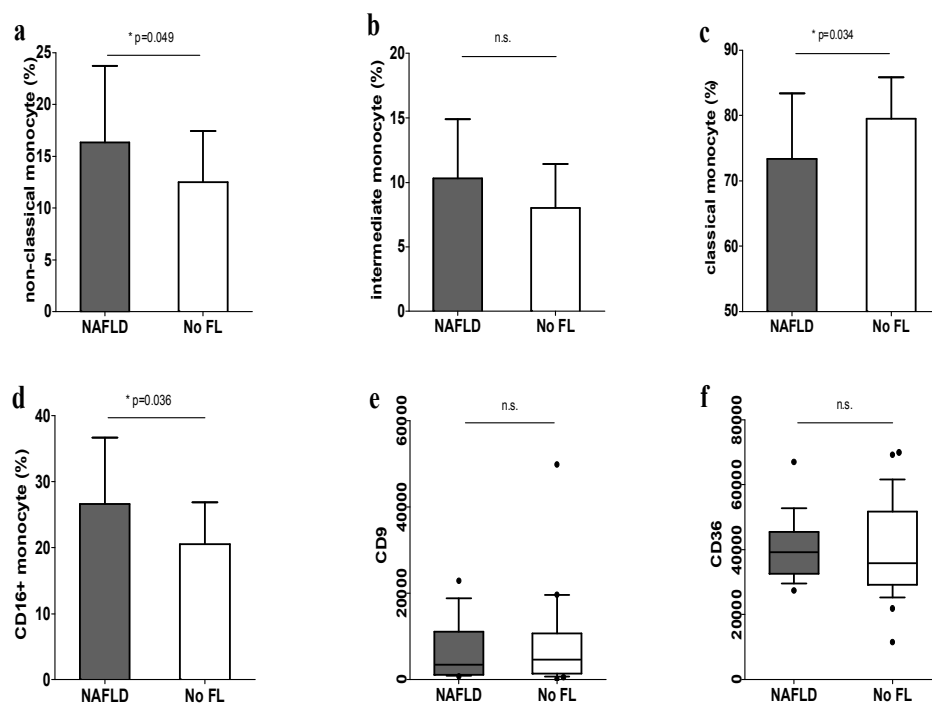 a
* p=0.049
non-classical monocyte (%)
25
20
15
10
5
0
NAFLD No FL
b
n.s.
intermediate monocyte (%)
20
15
10
5
0
NAFLD No FL
c
* p=0.034
classical monocyte (%)
90
80
70
60
50
NAFLD No FL
d
* p=0.036
CD16+ monocyte (%)
40
30
20
10
0
NAFLD No FL
e
n.s.
CD9
60000
40000
20000
0
NAFLD No FL
f
n.s.
CD36
80000
60000
40000
20000
0
NAFLD No FL